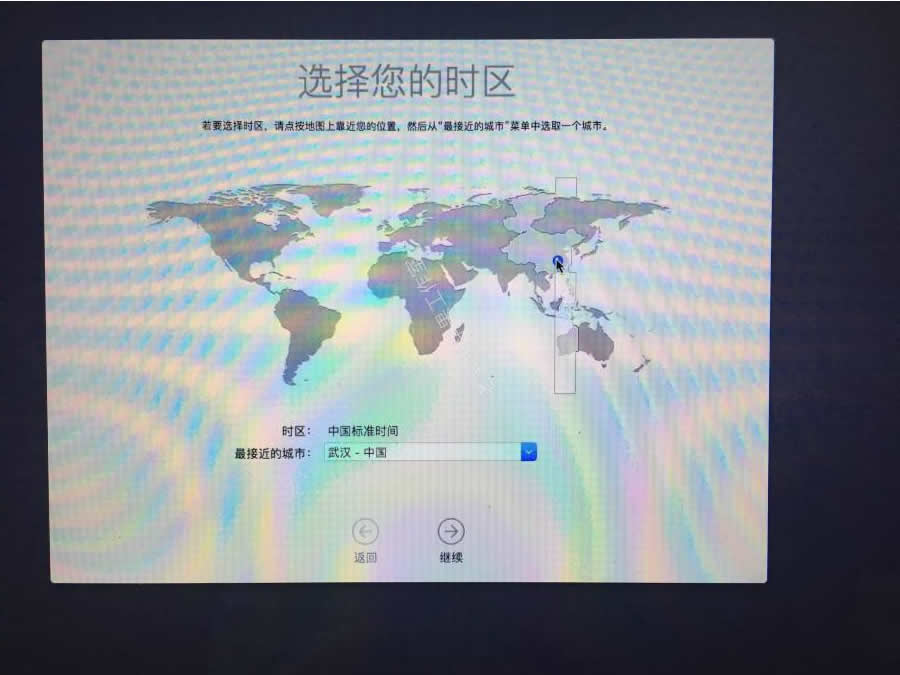 选择您的时区
若要选择时区，请点按地图上最近您的位置，然后从“最接近的城市”菜单中选取一个城市。
时区： 中国标准时间
最接近的城市： 武汉 - 中国
返回 继续